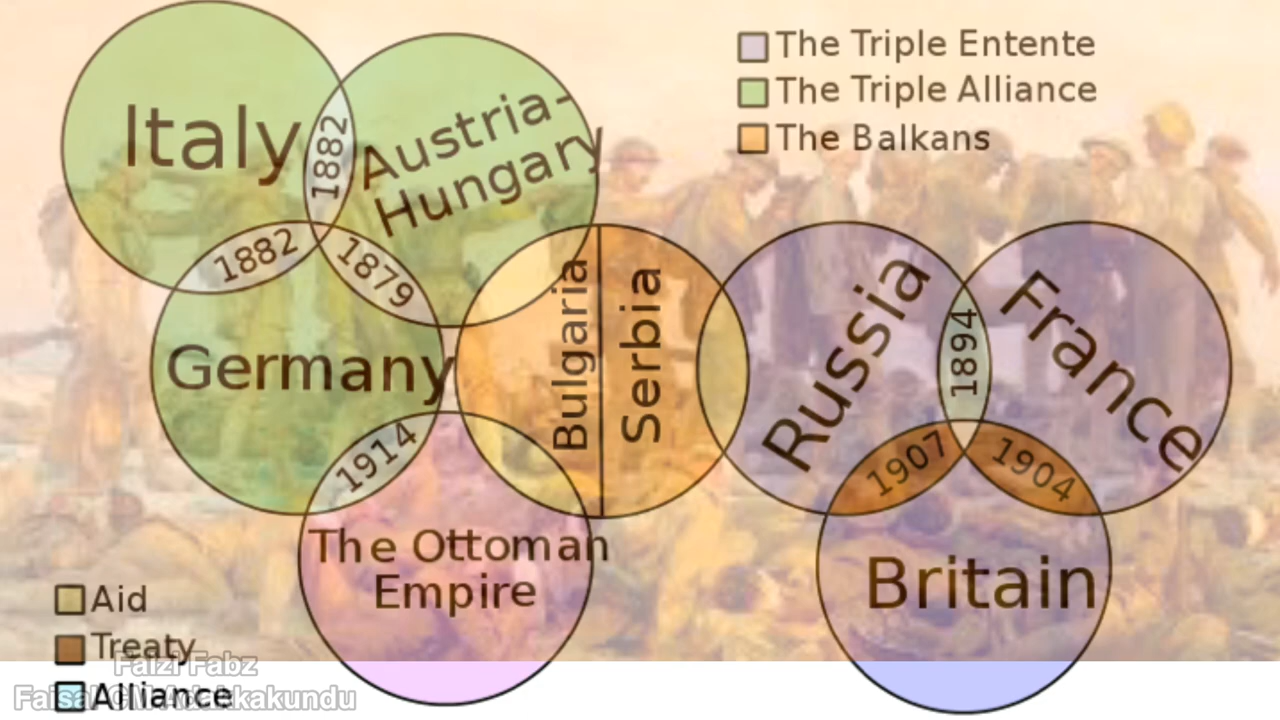 The Triple Entente
The Triple Alliance
The Balkans
Italy
1882
Austria-
Hungary
1882
1879
Germany
Bulgaria
Serbia
Russia
1894
France
1914
1907
1904
The Ottoman
Empire
Britain
Aid
Treaty
Faizi Fabz
Alliance